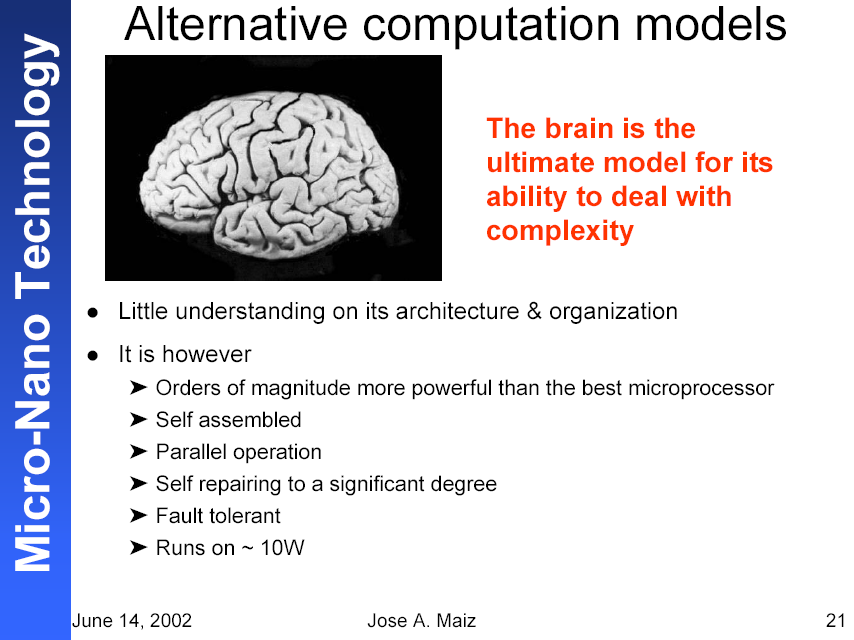 Alternative computation models
Micro-Nano Technology
The brain is the
ultimate model for its
ability to deal with
complexity
● Little understanding on its architecture & organization
● It is however
➤ Orders of magnitude more powerful than the best microprocessor
➤ Self assembled
➤ Parallel operation
➤ Self repairing to a significant degree
➤ Fault tolerant
➤ Runs on ~ 10W
June 14, 2002
Jose A. Maiz
21